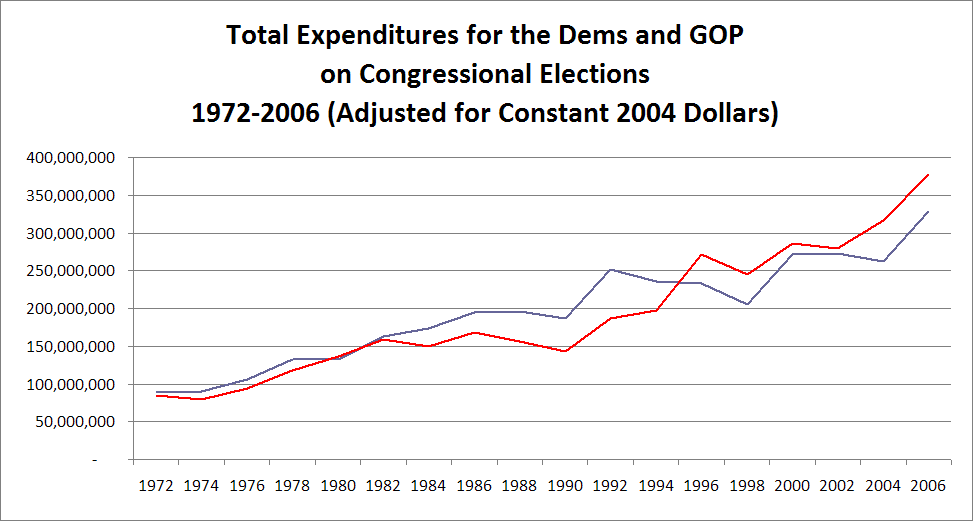 Total Expenditures for the Dems and GOP
on Congressional Elections
1972-2006 (Adjusted for Constant 2004 Dollars)
400,000,000
350,000,000
300,000,000
250,000,000
200,000,000
150,000,000
100,000,000
50,000,000
-
1972 1974 1976 1978 1980 1982 1984 1986 1988 1990 1992 1994 1996 1998 2000 2002 2004 2006